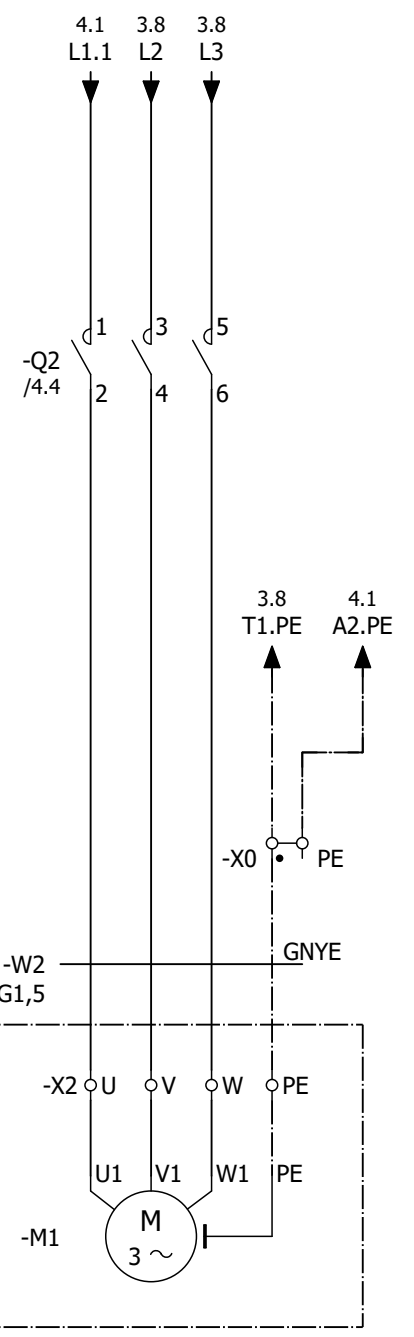 4.1 3.8 3.8
L1.1 L2 L3
1 3 5
-Q2
/4.4
2 4 6
3.8 4.1
T1.PE A2.PE
-X0 PE
GNYE
-W2
G1,5
-X2 U V W PE
U1 V1 W1 PE
M
-M1
3 ~